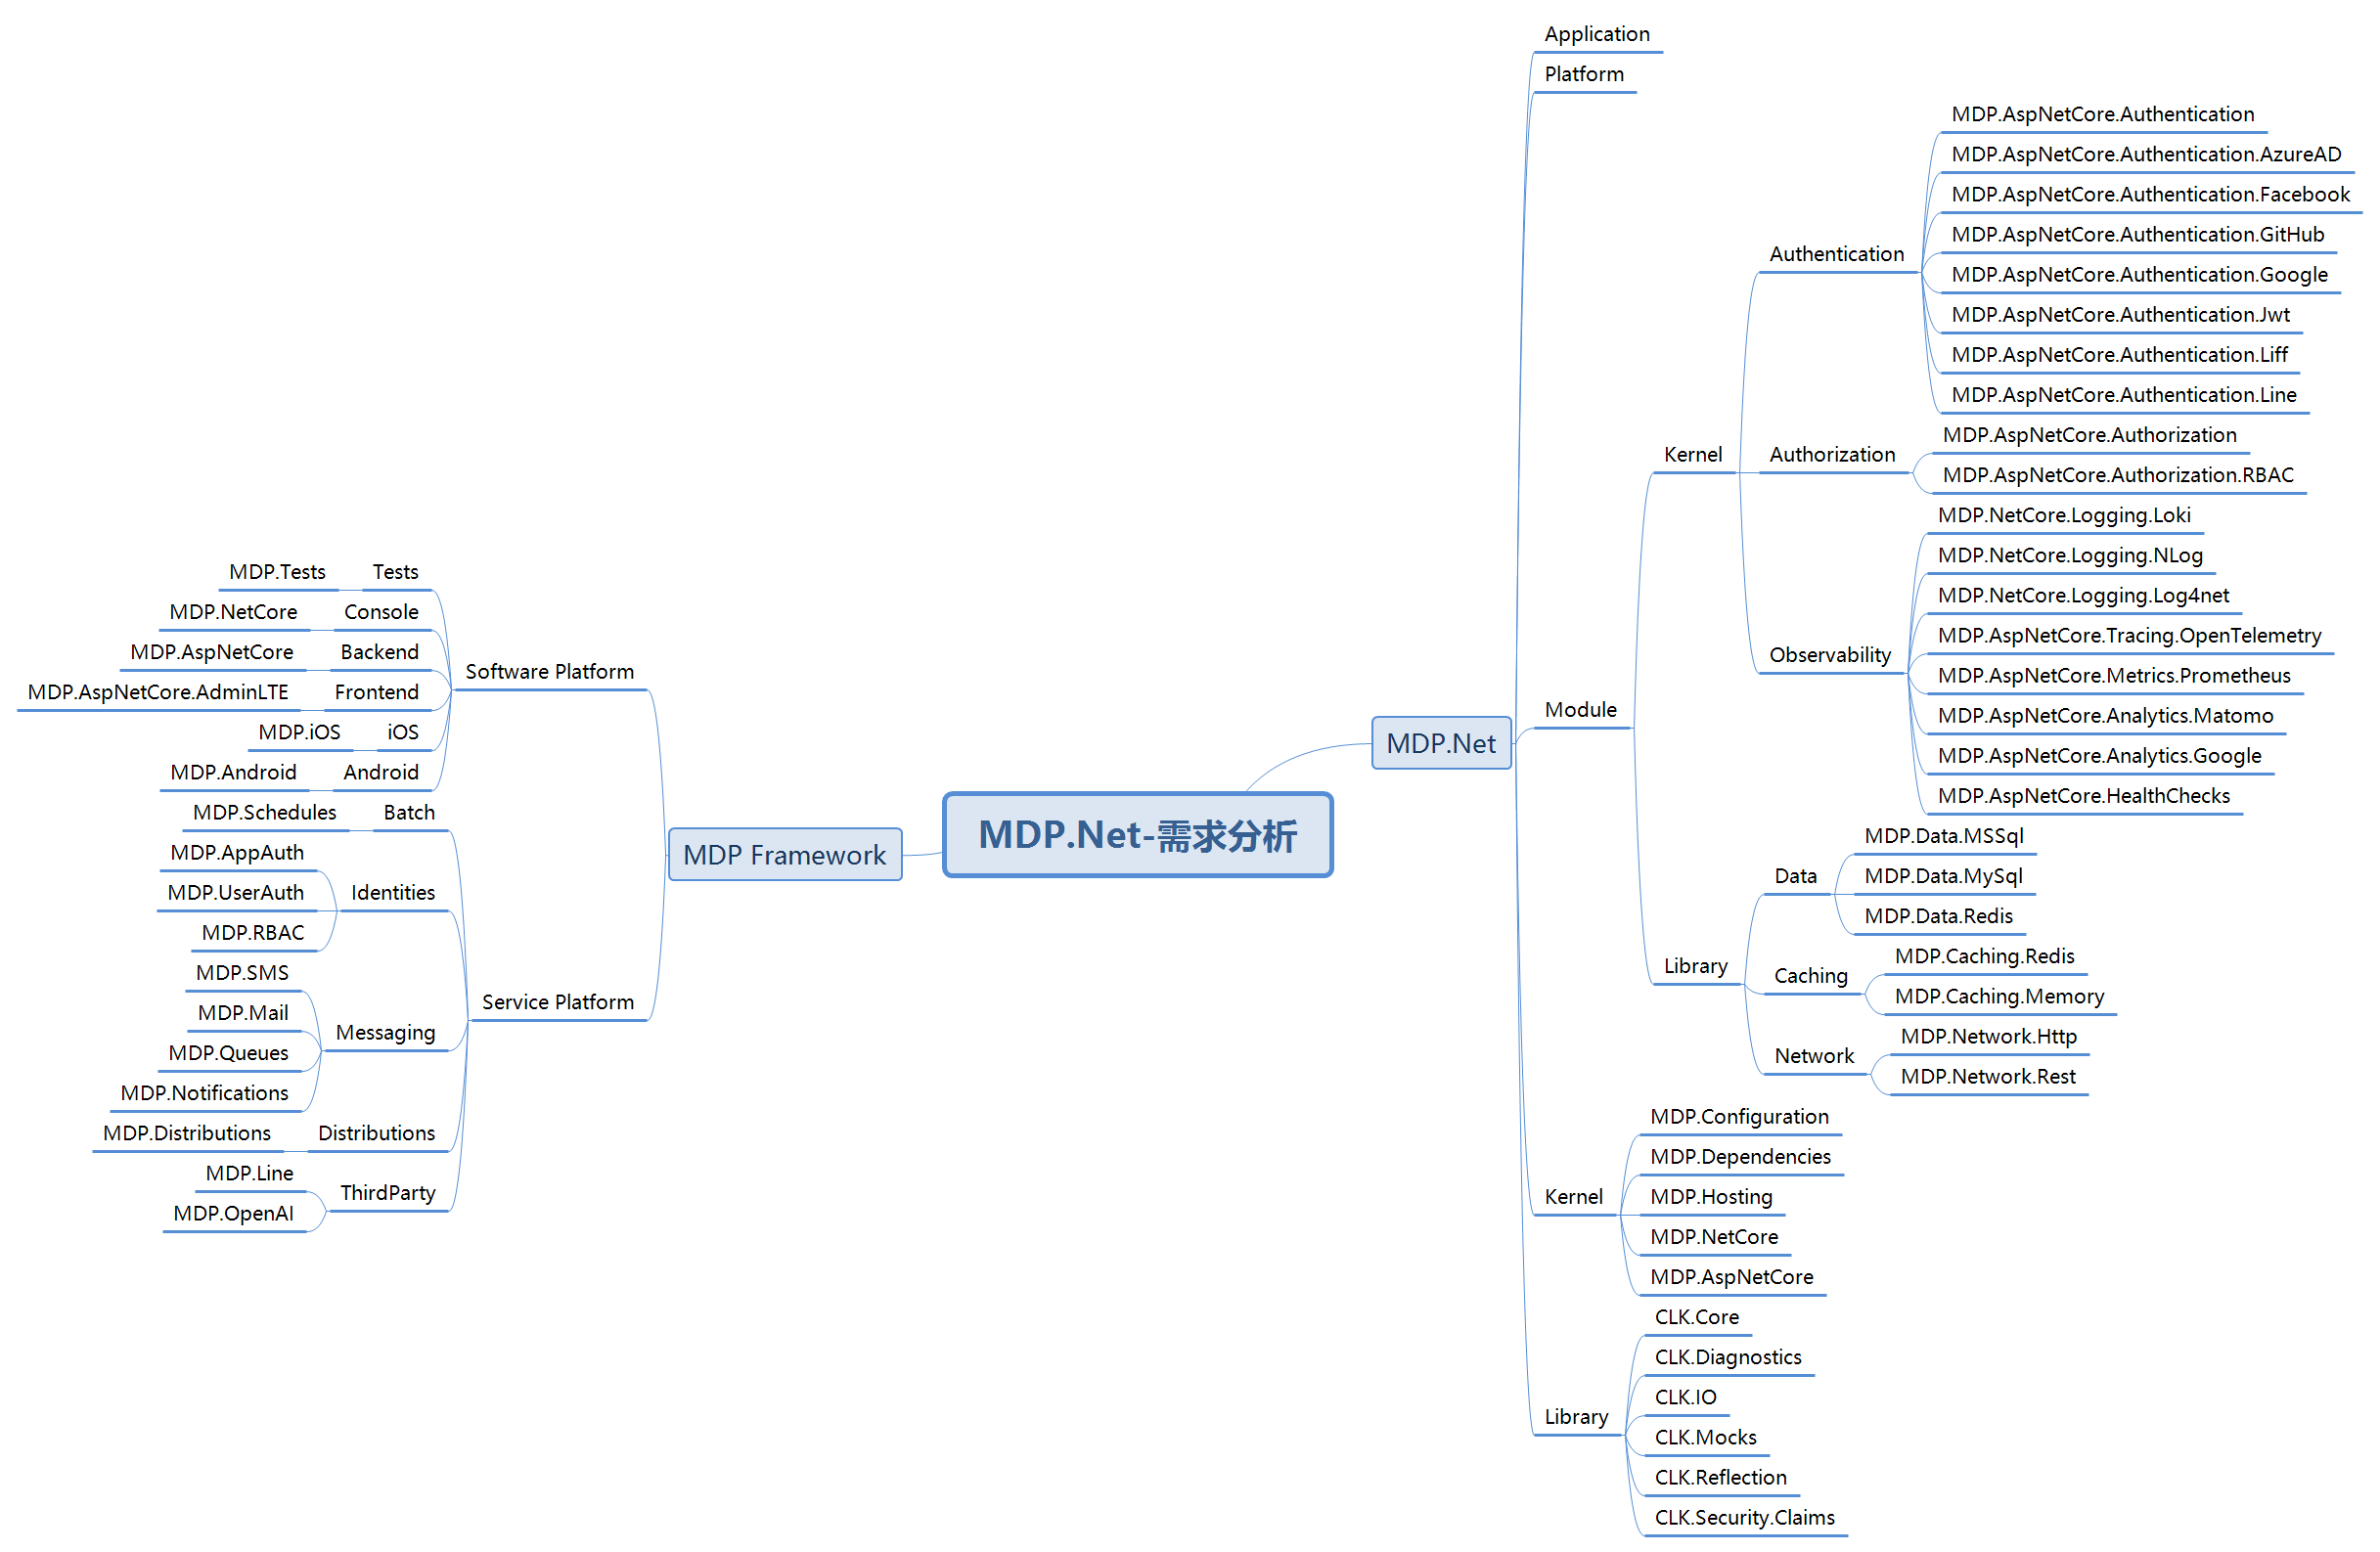 MDP.Net-需求分析
MDP.Net
Application
Platform
Module
Kernel
Authentication
MDP.AspNetCore.Authentication
MDP.AspNetCore.Authentication.AzureAD
MDP.AspNetCore.Authentication.Facebook
MDP.AspNetCore.Authentication.GitHub
MDP.AspNetCore.Authentication.Google
MDP.AspNetCore.Authentication.Jwt
MDP.AspNetCore.Authentication.Liff
MDP.AspNetCore.Authentication.Line
Authorization
MDP.AspNetCore.Authorization
MDP.AspNetCore.Authorization.RBAC
Observability
MDP.NetCore.Logging.Loki
MDP.NetCore.Logging.NLog
MDP.NetCore.Logging.Log4net
MDP.AspNetCore.Tracing.OpenTelemetry
MDP.AspNetCore.Metrics.Prometheus
MDP.AspNetCore.Analytics.Matomo
MDP.AspNetCore.Analytics.Google
MDP.AspNetCore.HealthChecks
Library
Data
MDP.Data.MSSql
MDP.Data.MySql
MDP.Data.Redis
Caching
MDP.Caching.Redis
MDP.Caching.Memory
Network
MDP.Network.Http
MDP.Network.Rest
Kernel
MDP.Configuration
MDP.Dependencies
MDP.Hosting
MDP.NetCore
MDP.AspNetCore
Library
CLK.Core
CLK.Diagnostics
CLK.IO
CLK.Mocks
CLK.Reflection
CLK.Security.Claims
MDP Framework
Software Platform
Tests
MDP.Tests
Console
MDP.NetCore
Backend
MDP.AspNetCore
Frontend
MDP.AspNetCore.AdminLTE
iOS
MDP.iOS
Android
MDP.Android
Service Platform
Batch
MDP.Schedules
Identities
MDP.AppAuth
MDP.UserAuth
MDP.RBAC
Messaging
MDP.SMS
MDP.Mail
MDP.Queues
MDP.Notifications
Distributions
MDP.Distributions
ThirdParty
MDP.Line
MDP.OpenAI